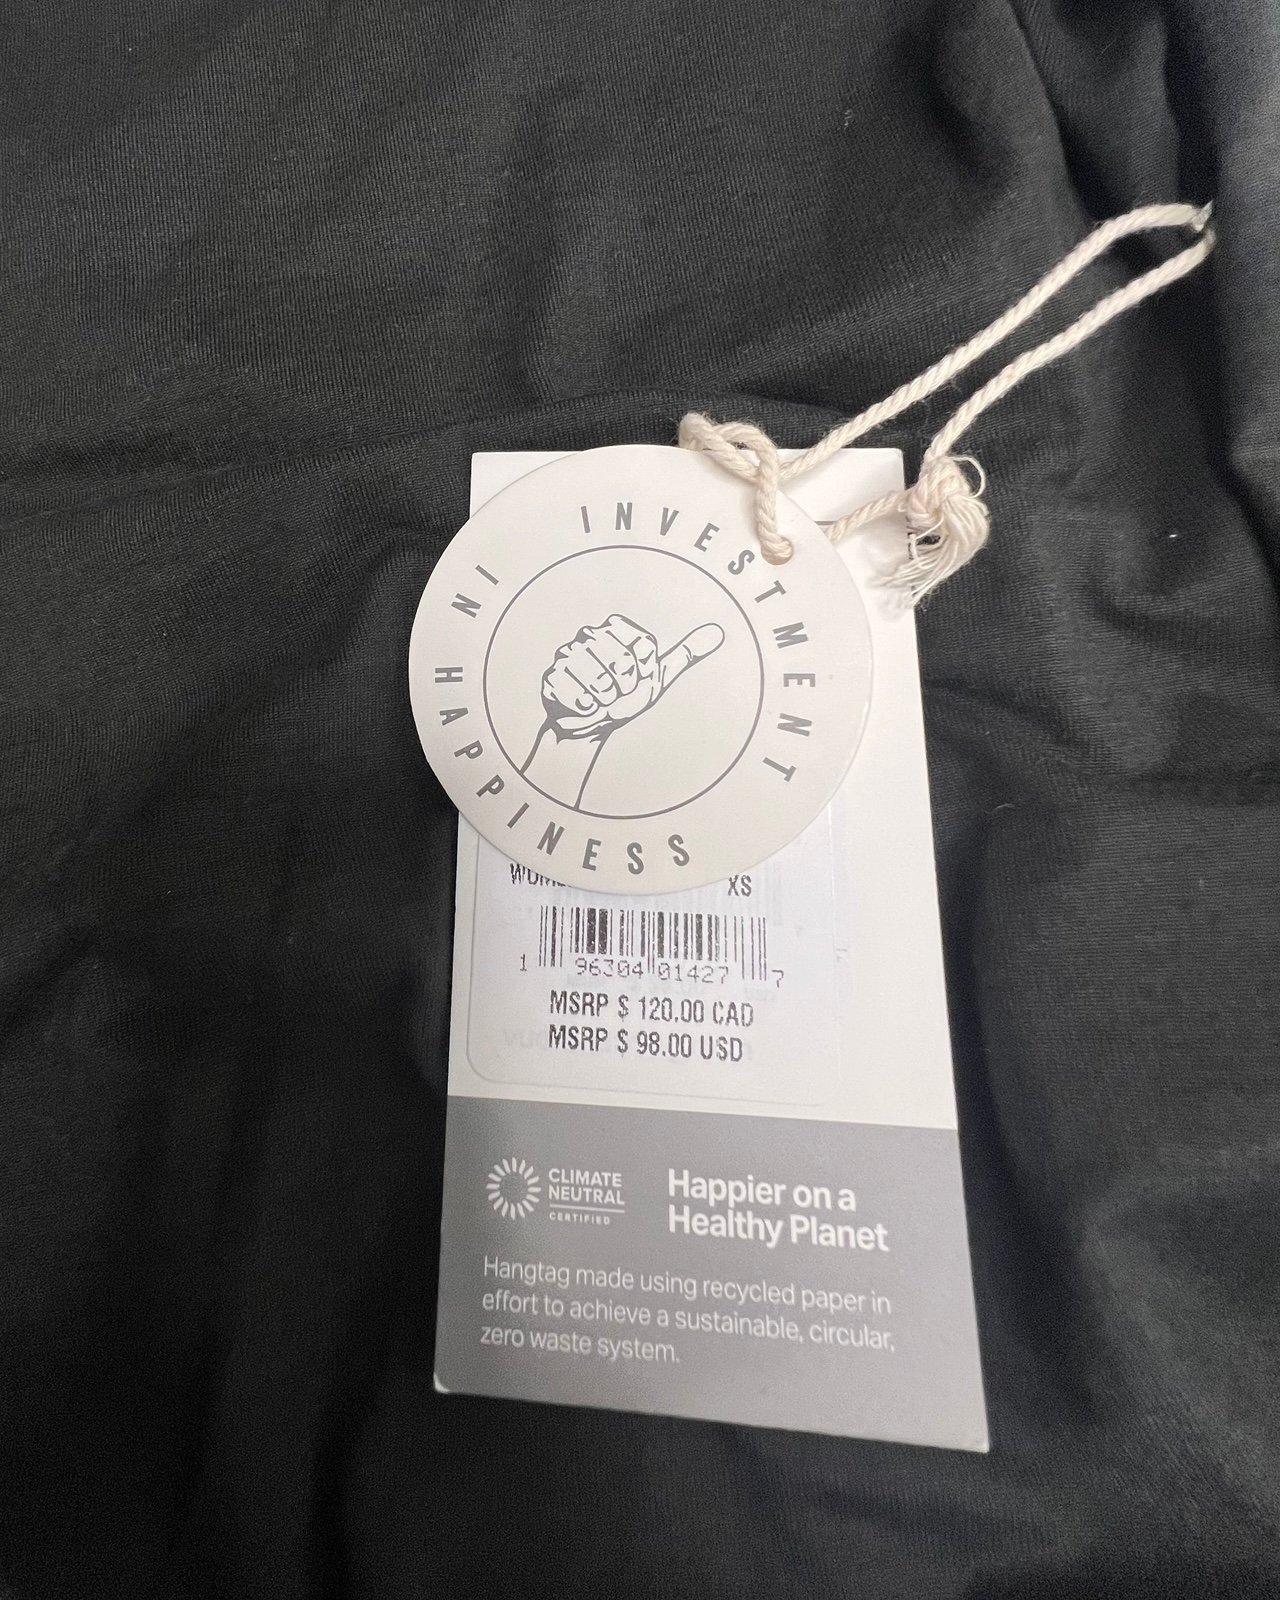 INVESTMENT
IN HAPPINESS
XS
1 96304 01427 7
MSRP $ 120.00 CAD
MSRP $ 98.00 USD
CLIMATE
NEUTRAL
CERTIFIED
Happier on a
Healthy Planet
Hangtag made using recycled paper in
effort to achieve a sustainable, circular,
zero waste system.